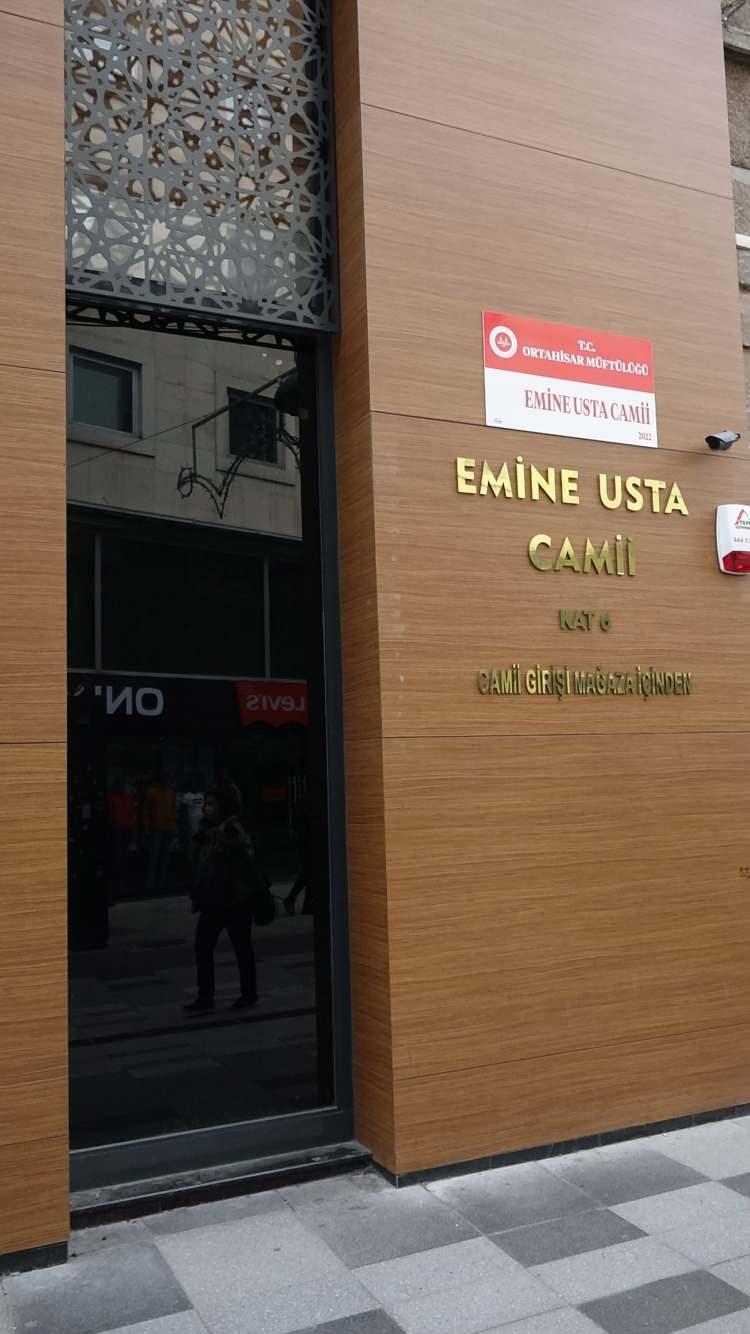 T.C.
ORTAHİSAR MÜFTÜLÜĞÜ
EMİNE USTA CAMİİ
2022
EMİNE USTA
CAMİİ
KAT 6
CAMİİ GİRİŞİ MAĞAZA İÇİNDEN
LEVI'S